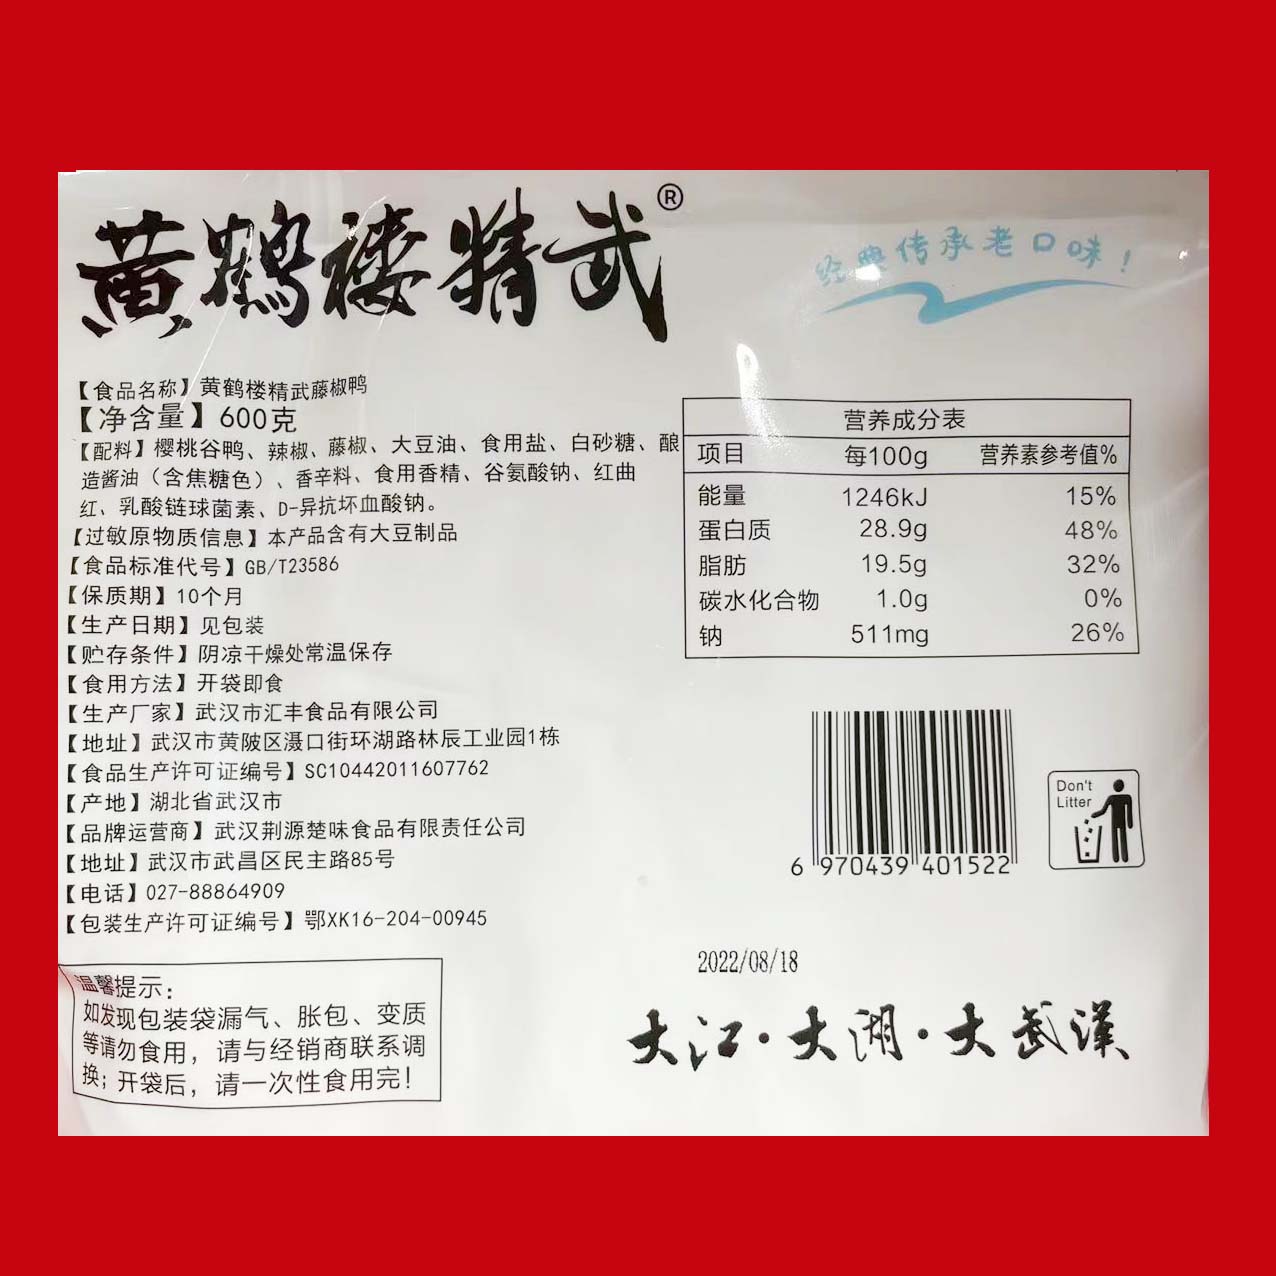 黄鹤楼精武®
经典传承老口味！
【食品名称】黄鹤楼精武藤椒鸭
【净含量】600克
【配料】樱桃谷鸭、辣椒、藤椒、大豆油、食用盐、白砂糖、酿
造酱油（含焦糖色）、香辛料、食用香精、谷氨酸钠、红曲
红、乳酸链球菌素、D-异抗坏血酸钠。
【过敏原物质信息】本产品含有大豆制品
【食品标准代号】GB/T23586
【保质期】10个月
【生产日期】见包装
【贮存条件】阴凉干燥处常温保存
【食用方法】开袋即食
【生产厂家】武汉市汇丰食品有限公司
【地址】武汉市黄陂区滠口街环湖路林辰工业园1栋
【食品生产许可证编号】SC10442011607762
【产地】湖北省武汉市
【品牌运营商】武汉荆源楚味食品有限责任公司
【地址】武汉市武昌区民主路85号
【电话】027-88864909
【包装生产许可证编号】鄂XK16-204-00945
温馨提示：
如发现包装袋漏气、胀包、变质
等请勿食用，请与经销商联系调
换；开袋后，请一次性食用完！
营养成分表
项目 每100g 营养素参考值%
能量 1246kJ 15%
蛋白质 28.9g 48%
脂肪 19.5g 32%
碳水化合物 1.0g 0%
钠 511mg 26%
6 970439 401522
Don't
Litter
2022/08/18
大江·大湖·大武漢